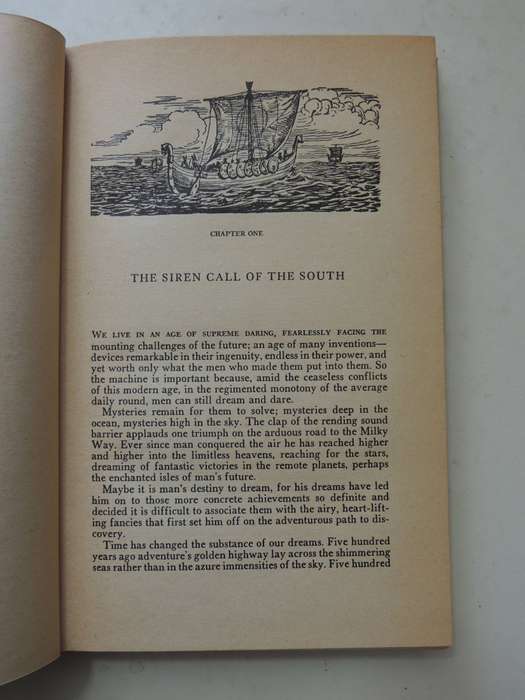 CHAPTER ONE
THE SIREN CALL OF THE SOUTH
WE LIVE IN AN AGE OF SUPREME DARING, FEARLESSLY FACING THE
mounting challenges of the future; an age of many inventions—
devices remarkable in their ingenuity, endless in their power, and
yet worth only what the men who made them put into them. So
the machine is important because, amid the ceaseless conflicts
of this modern age, in the regimented monotony of the average
daily round, men can still dream and dare.
Mysteries remain for them to solve; mysteries deep in the
ocean, mysteries high in the sky. The clap of the rending sound
barrier applauds one triumph on the arduous road to the Milky
Way. Ever since man conquered the air he has reached higher
and higher into the limitless heavens, reaching for the stars,
dreaming of fantastic victories in the remote planets, perhaps
the enchanted isles of man's future.
Maybe it is man's destiny to dream, for his dreams have led
him on to those more concrete achievements so definite and
decided it is difficult to associate them with the airy, heart-lift-
ing fancies that first set him off on the adventurous path to dis-
covery.
Time has changed the substance of our dreams. Five hundred
years ago adventure's golden highway lay across the shimmering
seas rather than in the azure immensities of the sky. Five hundred